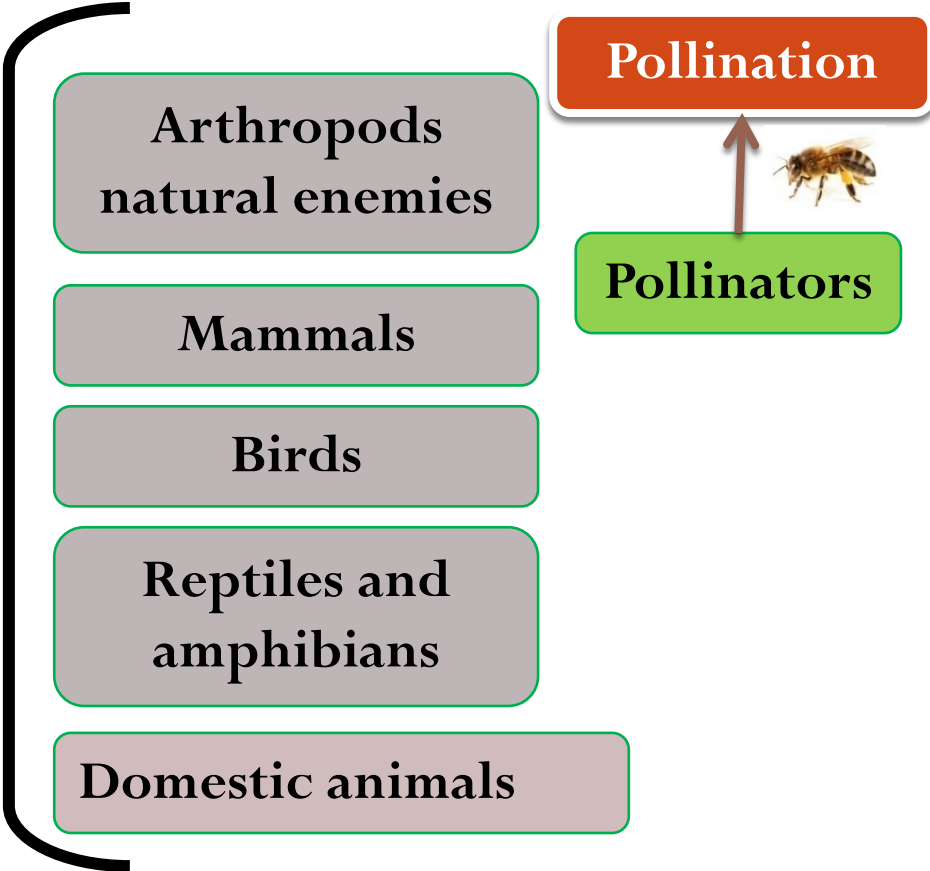 Pollination
Arthropods
natural enemies
Pollinators
Mammals
Birds
Reptiles and
amphibians
Domestic animals